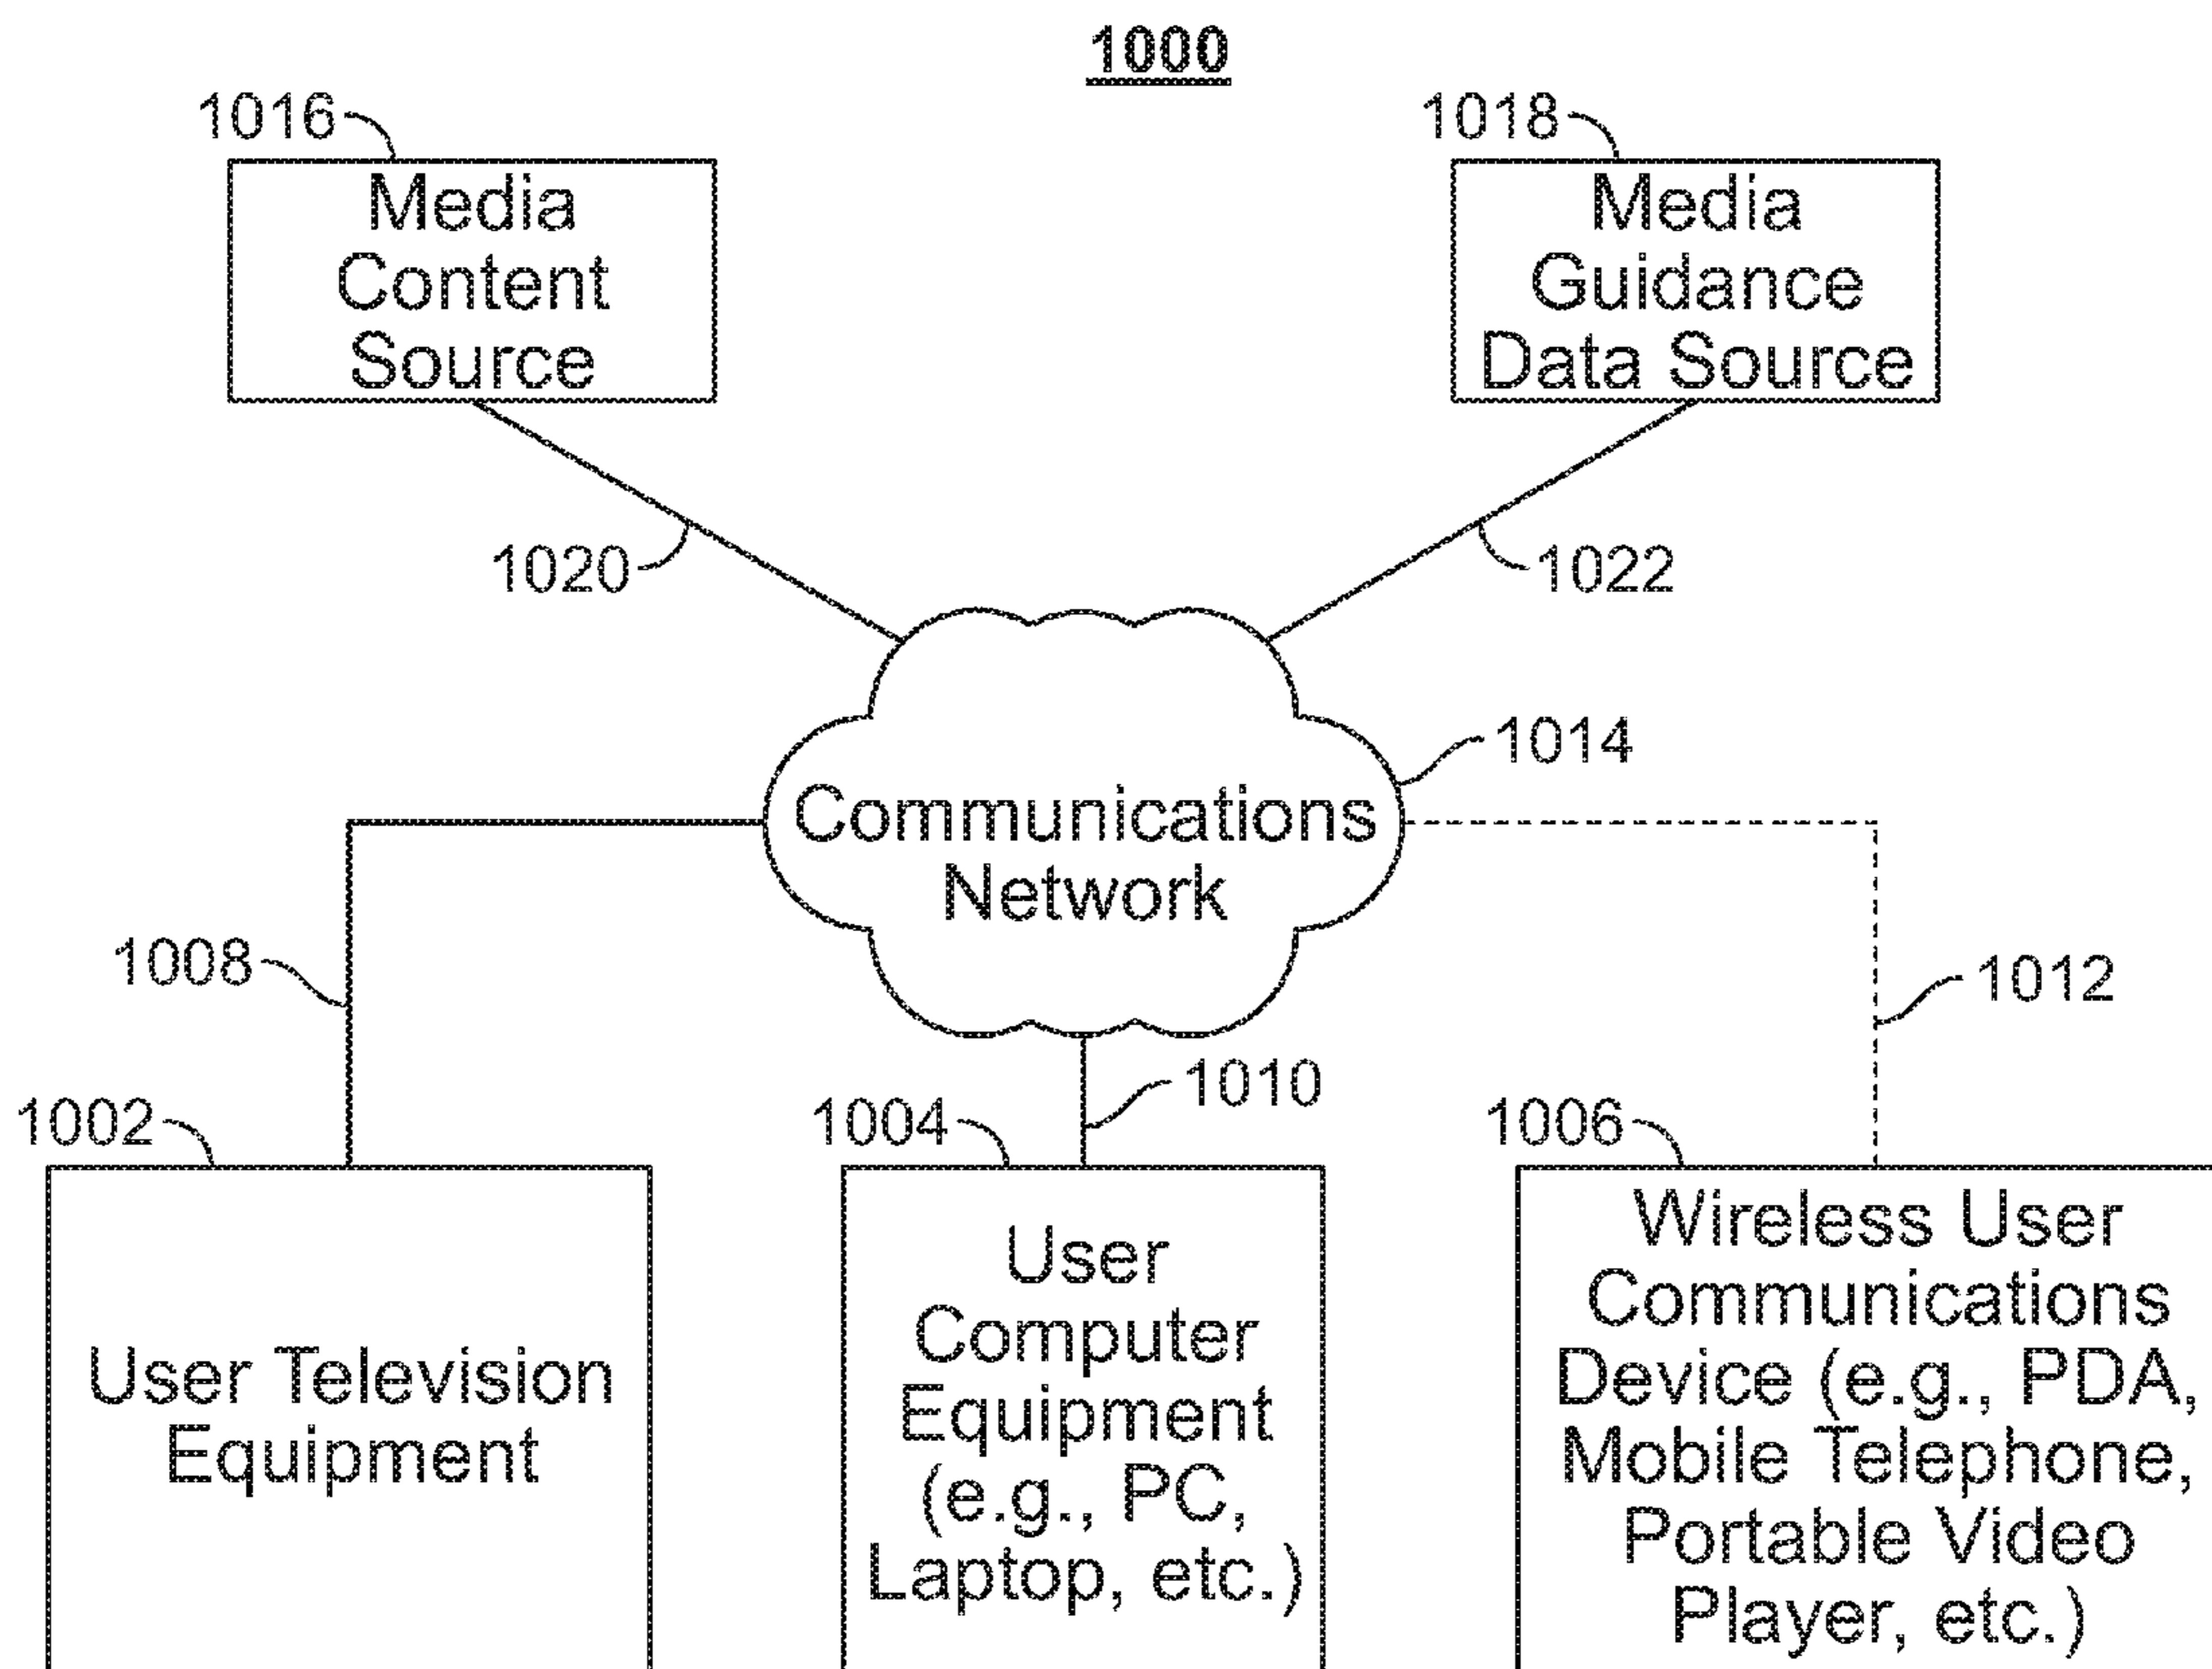 1000
1016
1018
Media
Content
Source
Media
Guidance
Data Source
1020
1022
1014
Communications
Network
1008
1012
1010
1002
1004
1006
User Television
Equipment
User
Computer
Equipment
(e.g., PC,
Laptop, etc.)
Wireless User
Communications
Device (e.g., PDA,
Mobile Telephone,
Portable Video
Player, etc.)